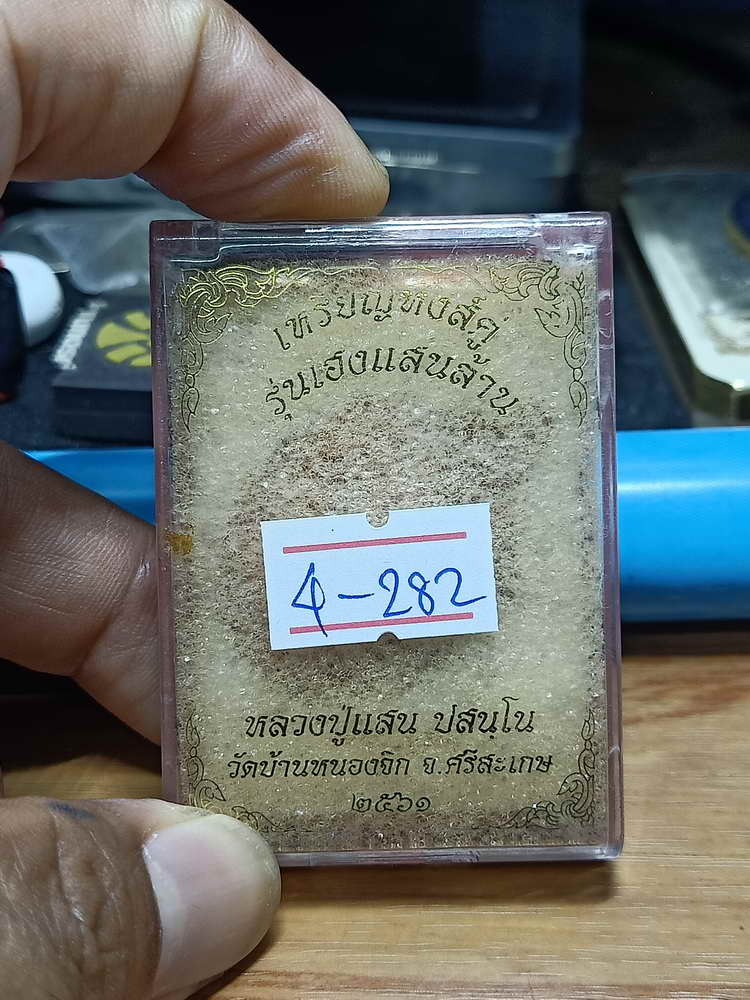 เหรียญหงส์คู่
รุ่นเฮงแสนล้าน
4-282
หลวงปู่แสน ปสนฺโน
วัดบ้านหนองจิก จ.ศรีสะเกษ
๒๕๖๑